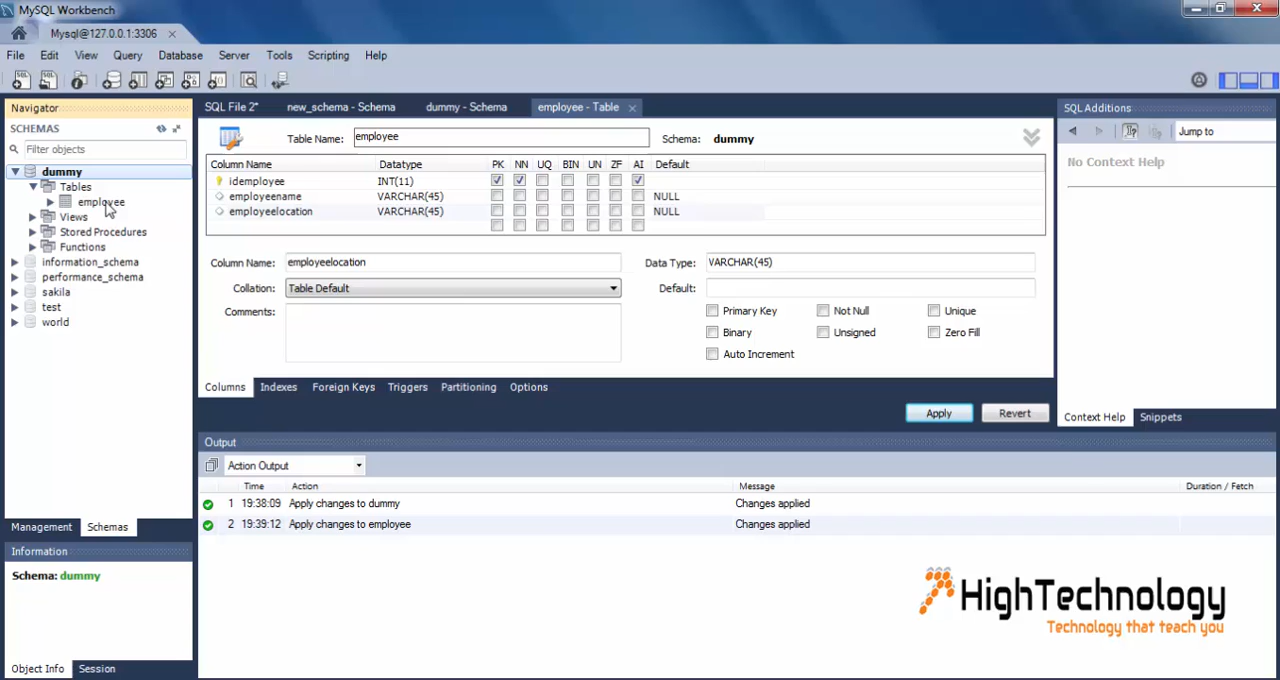 MySQL Workbench
Mysql@127.0.0.1:3306
File Edit View Query Database Server Tools Scripting Help
Navigator
SCHEMAS
Filter objects
dummy
Tables
employee
Views
Stored Procedures
Functions
information_schema
performance_schema
sakila
test
world
Management Schemas
Information
Schema: dummy
Object Info Session
SQL File 2* new_schema - Schema dummy - Schema employee - Table
Table Name: employee Schema: dummy
Column Name Datatype PK NN UQ BIN UN ZF AI Default
idemployee INT(11)
employeename VARCHAR(45) NULL
employeelocation VARCHAR(45) NULL
Column Name: employeelocation Data Type: VARCHAR(45)
Collation: Table Default Default:
Comments: Primary Key Not Null Unique
Binary Unsigned Zero Fill
Auto Increment
Columns Indexes Foreign Keys Triggers Partitioning Options
Apply Revert
Output
Action Output
Time Action Message Duration / Fetch
1 19:38:09 Apply changes to dummy Changes applied
2 19:39:12 Apply changes to employee Changes applied
SQL Additions
Jump to
No Context Help
Context Help Snippets
HighTechnology
Technology that teach you